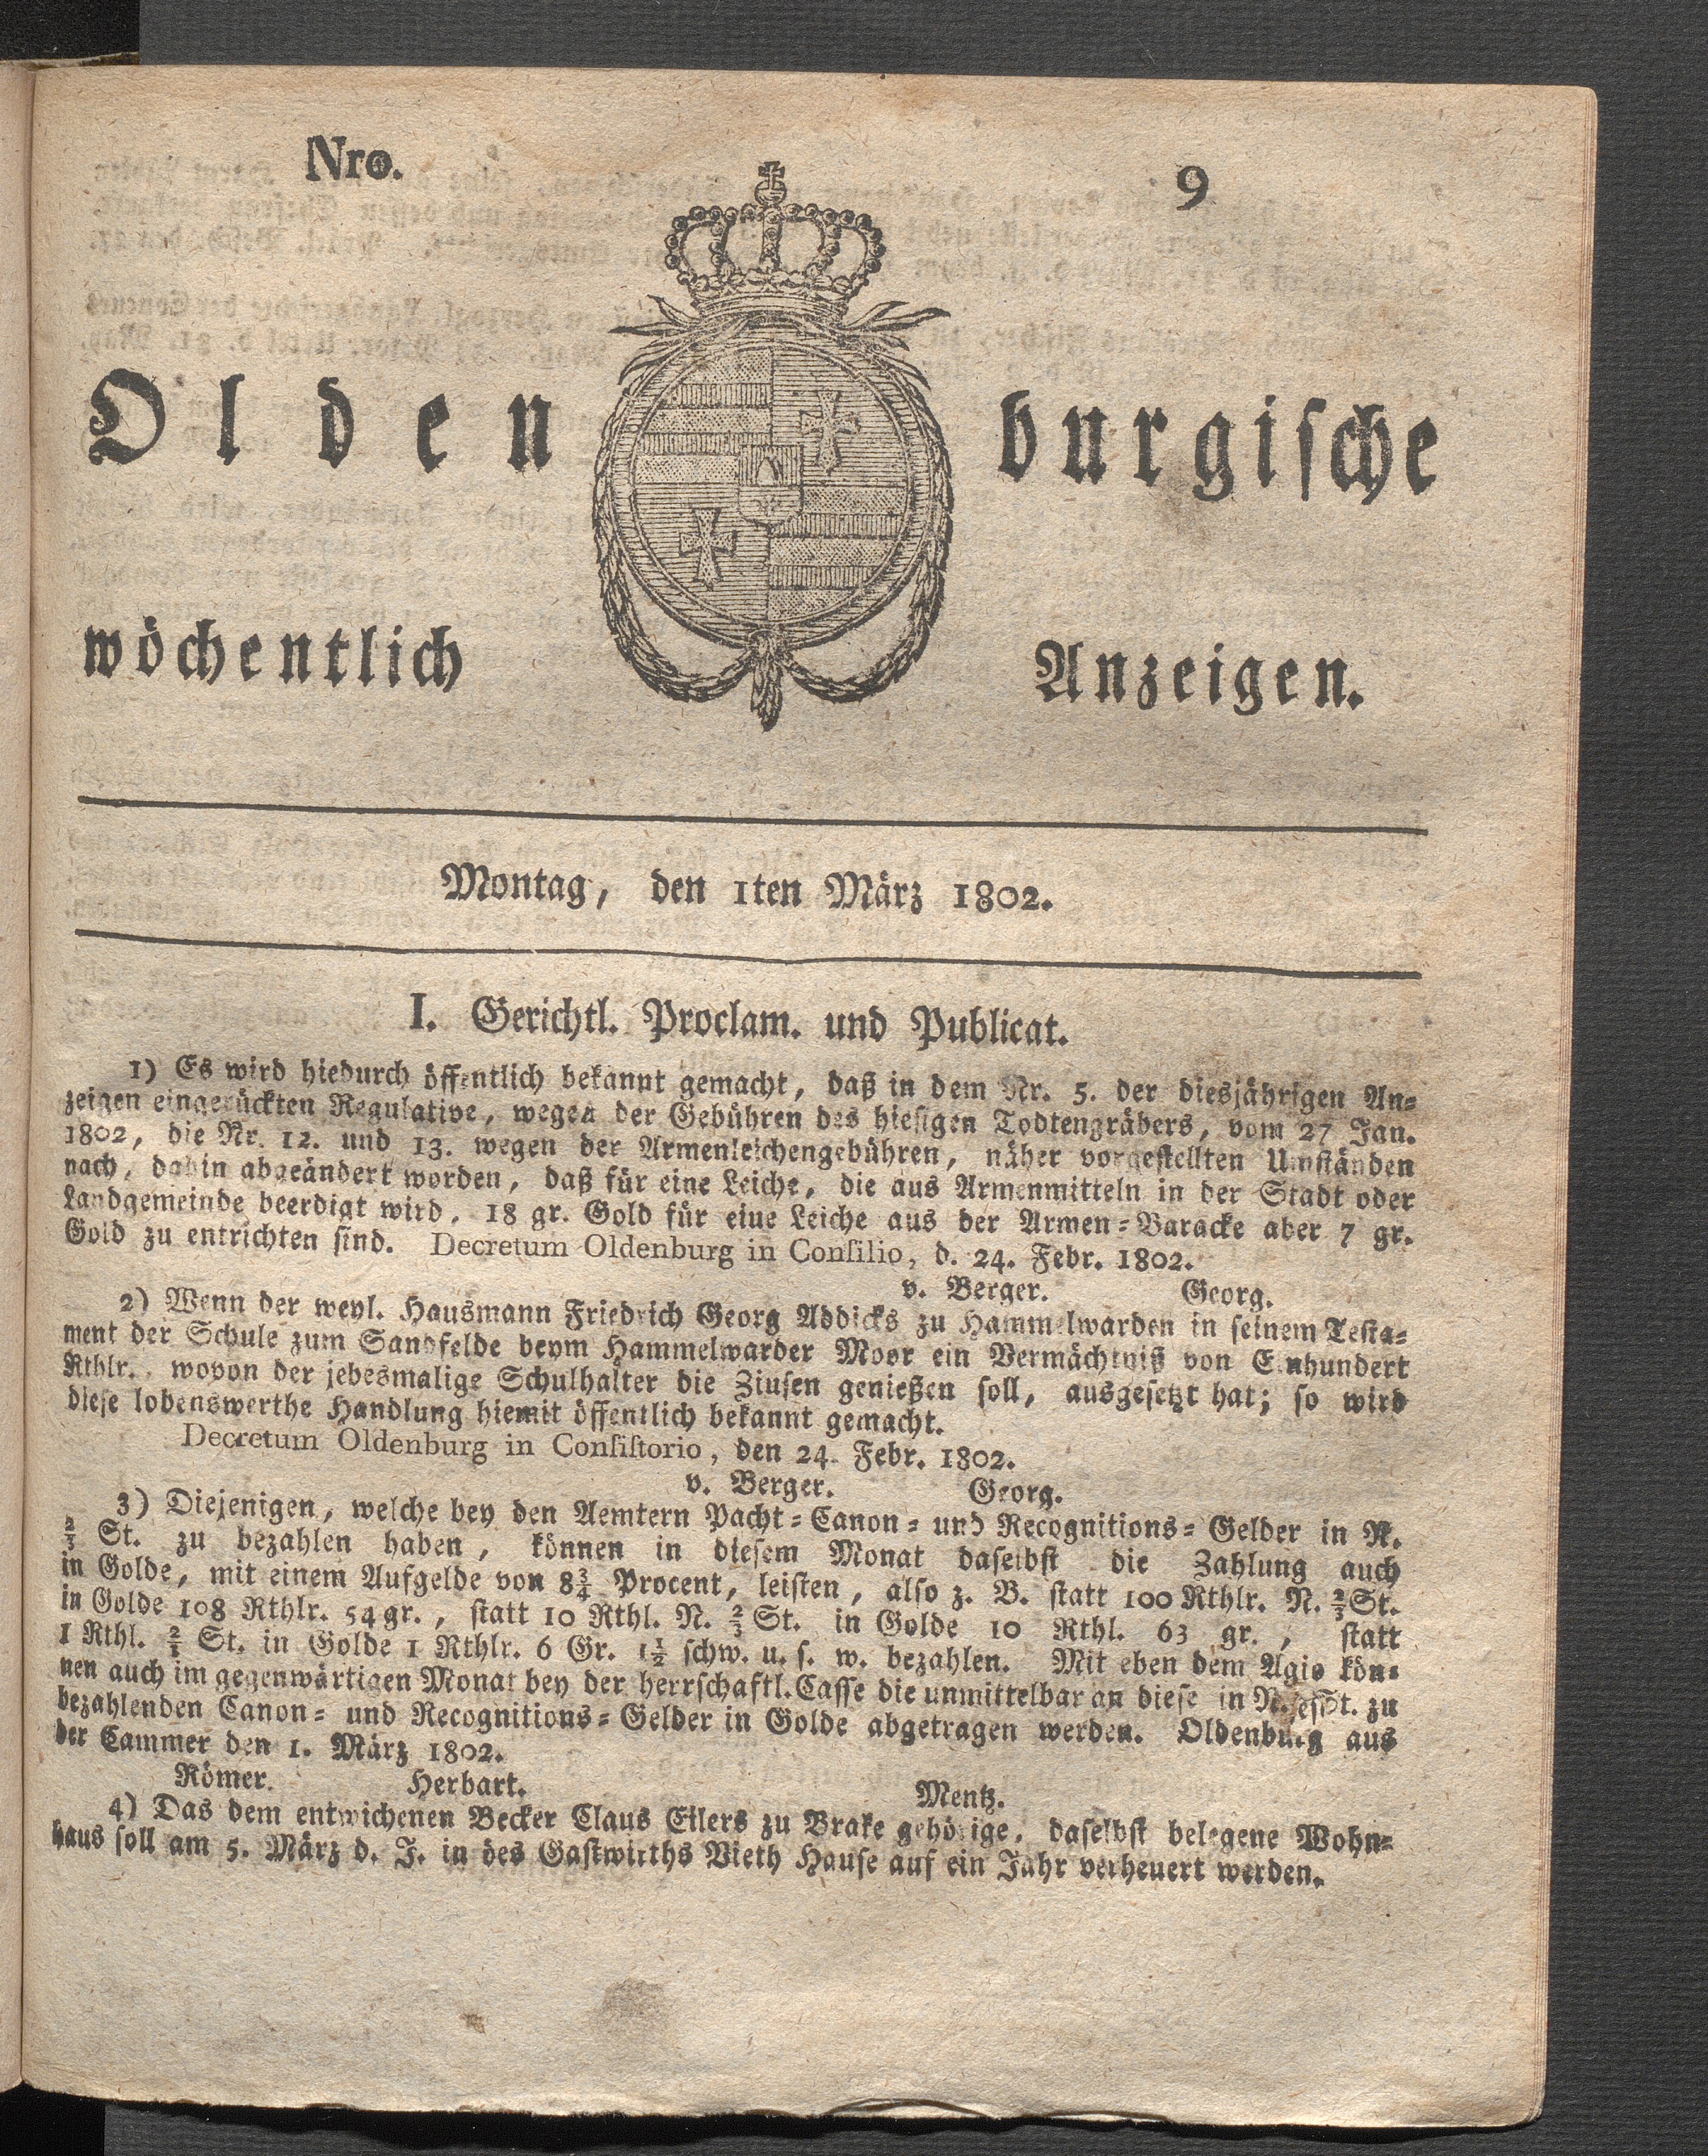 Nro. 9
Olden burgische
wöchentlich Anzeigen.
Montag, den 1ten März 1802.
I. Gerichtl. Proclam. und Publicat.
1) Es wird hiedurch öffentlich bekannt gemacht, daß in dem Nr. 5. der diesjährigen An-
zeigen eingerückten Regulative, wegen der Gebühren des hiesigen Todtengräbers, vom 27 Jan.
1802, die Nr. 12. und 13. wegen der Armenleichengebühren, näher vorgestellten Umständen
nach, dahin abgeändert worden, daß für eine Leiche, die aus Armenmitteln in der Stadt oder
Landgemeinde beerdigt wird, 18 gr. Gold für eiue Leiche aus der Armen-Baracke aber 7 gr.
Gold zu entrichten sind. Decretum Oldenburg in Consilio, d. 24. Febr. 1802.
v. Berger. Georg.
2) Wenn der weyl. Hausmann Friedrich Georg Addicks zu Hammelwarden in seinem Testa-
ment der Schule zum Sandfelde beym Hammelwarder Moor ein Vermächtniß von Einhundert
Rthlr., wovon der jebesmalige Schulhalter die Ziusen genießen soll, ausgesetzt hat; so wird
diese lobenswerthe Handlung hiemit öffentlich bekannt gemacht.
Decretum Oldenburg in Consistorio, den 24. Febr. 1802.
v. Berger. Georg.
3) Diejenigen, welche bey den Aemtern Pacht-Canon- und Recognitions-Gelder in N.
⅔ St. zu bezahlen haben, können in diesem Monat daselbst die Zahlung auch
in Golde, mit einem Aufgelde von 8¾ Procent, leisten, also z. B. statt 100 Rthlr. N. ⅔ St.
in Golde 108 Rthlr. 54 gr., statt 10 Rthl. N. ⅔ St. in Golde 10 Rthl. 63 gr., statt
1 Rthl. ⅔ St. in Golde 1 Rthlr. 6 Gr. 1½ schw. u. s. w. bezahlen. Mit eben dem Agio kön-
nen auch im gegenwärtigen Monat bey der herrschaftl. Casse die unmittelbar an diese in zu
bezahlenden Canon- und Recognitions-Gelder in Golde abgetragen werden. Oldenburg aus
der Cammer den 1. März 1802.
Römer. Herbart. Mentz.
4) Das dem entwichenen Becker Claus Eilers zu Brake gehörige, daselbst belegene Wohn-
haus soll am 5. März d. J. in des Gastwirths Vieth Hause auf ein Jahr verheuert werden.